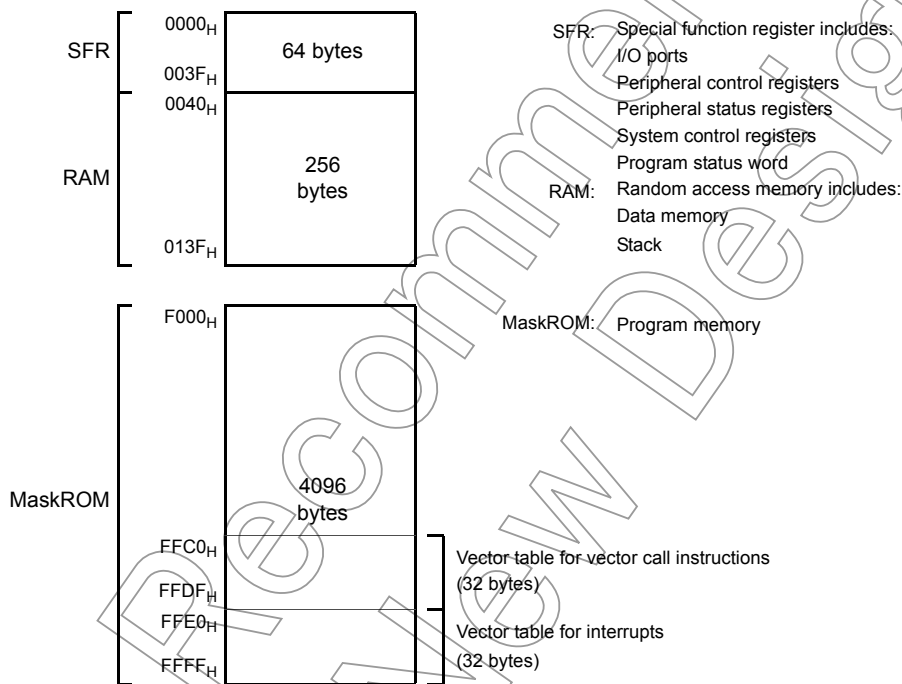 SFR
0000H
64 bytes
003FH
RAM
0040H
256
bytes
013FH
SFR: Special function register includes:
I/O ports
Peripheral control registers
Peripheral status registers
System control registers
Program status word
RAM: Random access memory includes:
Data memory
Stack
MaskROM
F000H
4096
bytes
FFC0H
FFDFH
FFE0H
FFFFH
MaskROM: Program memory
Vector table for vector call instructions
(32 bytes)
Vector table for interrupts
(32 bytes)
Recomme
New Desig